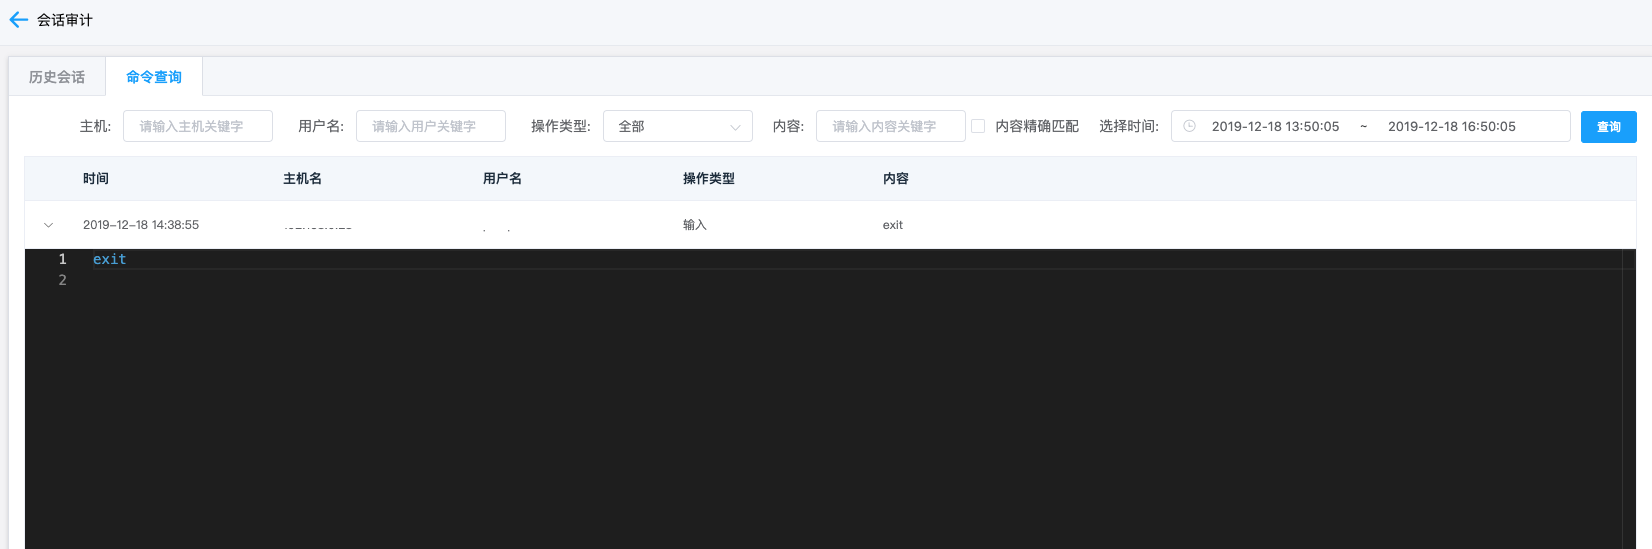 会话审计
历史会话 命令查询
主机: 请输入主机关键字 用户名: 请输入用户关键字 操作类型: 全部 内容: 请输入内容关键字 内容精确匹配 选择时间: 2019-12-18 13:50:05 ~ 2019-12-18 16:50:05 查询
时间 主机名 用户名 操作类型 内容
2019-12-18 14:38:55 输入 exit
1 exit
2